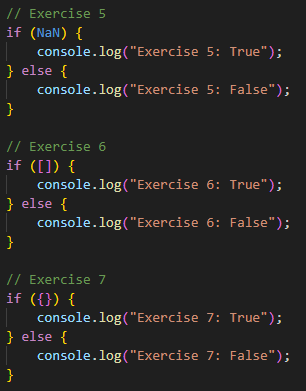 // Exercise 5
if (NaN) {
    console.log("Exercise 5: True");
} else {
    console.log("Exercise 5: False");
}

// Exercise 6
if ([]) {
    console.log("Exercise 6: True");
} else {
    console.log("Exercise 6: False");
}

// Exercise 7
if ({}) {
    console.log("Exercise 7: True");
} else {
    console.log("Exercise 7: False");
}